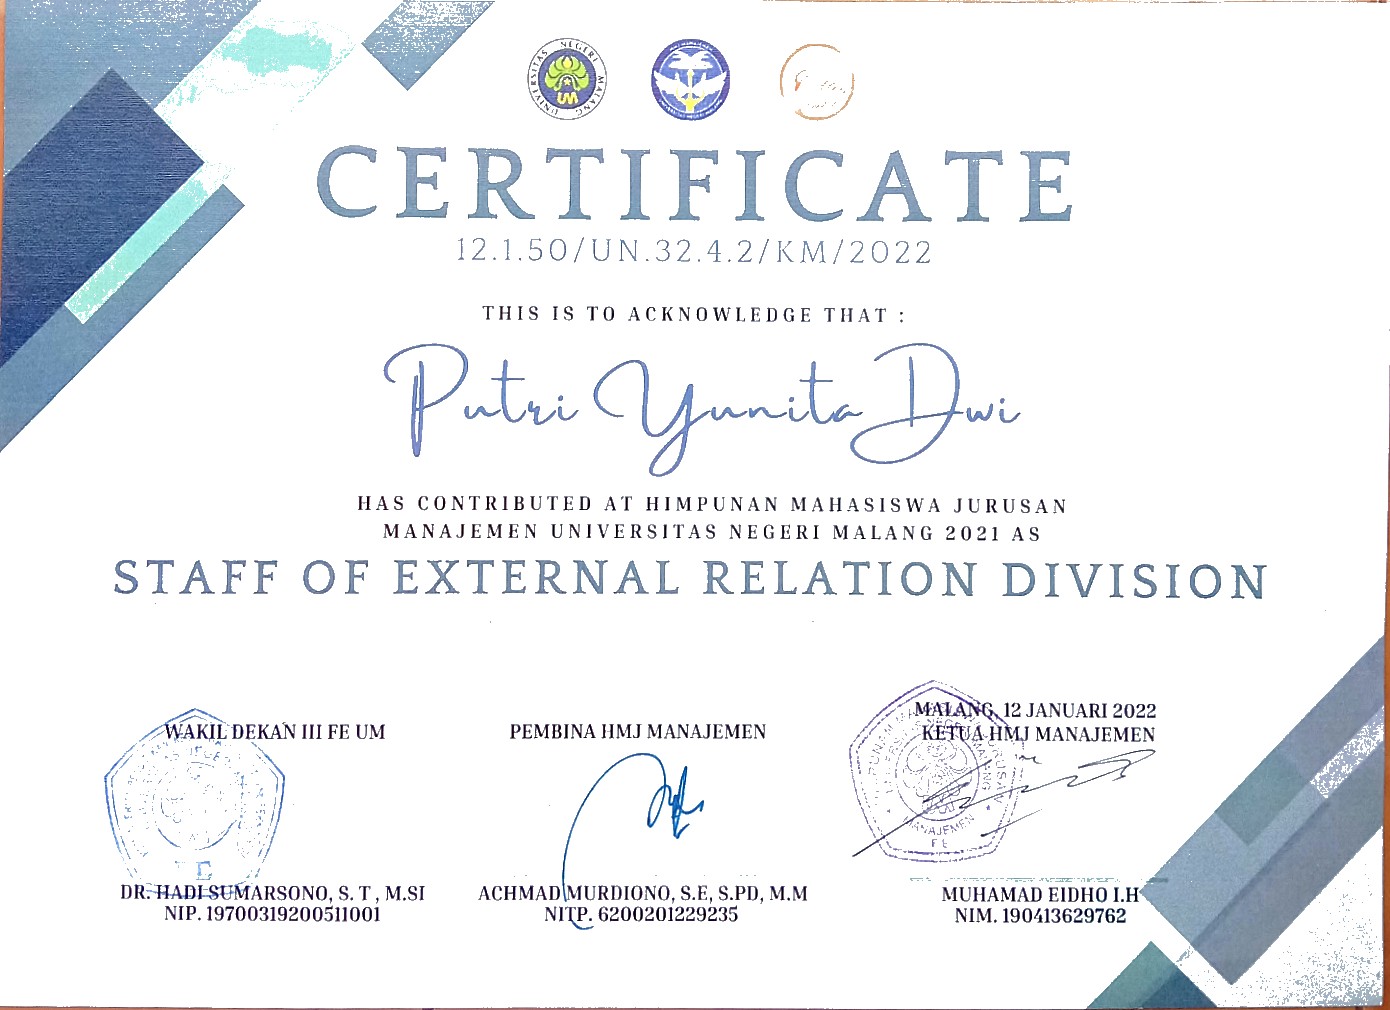 UNIVERSITAS NEGERI MALANG
UM
CERTIFICATE
12.1.50/UN.32.4.2/KM/2022
THIS IS TO ACKNOWLEDGE THAT :
Putri Yunita Dwi
HAS CONTRIBUTED AT HIMPUNAN MAHASISWA JURUSAN
MANAJEMEN UNIVERSITAS NEGERI MALANG 2021 AS
STAFF OF EXTERNAL RELATION DIVISION
WAKIL DEKAN III FE UM
PEMBINA HMJ MANAJEMEN
MALANG, 12 JANUARI 2022
KETUA HMJ MANAJEMEN
MANAJEMEN
FE
DR. HADI SUMARSONO, S. T , M.SI
NIP. 19700319200511001
ACHMAD MURDIONO, S.E, S.PD, M.M
NITP. 6200201229235
MUHAMAD EIDHO I.H
NIM. 190413629762